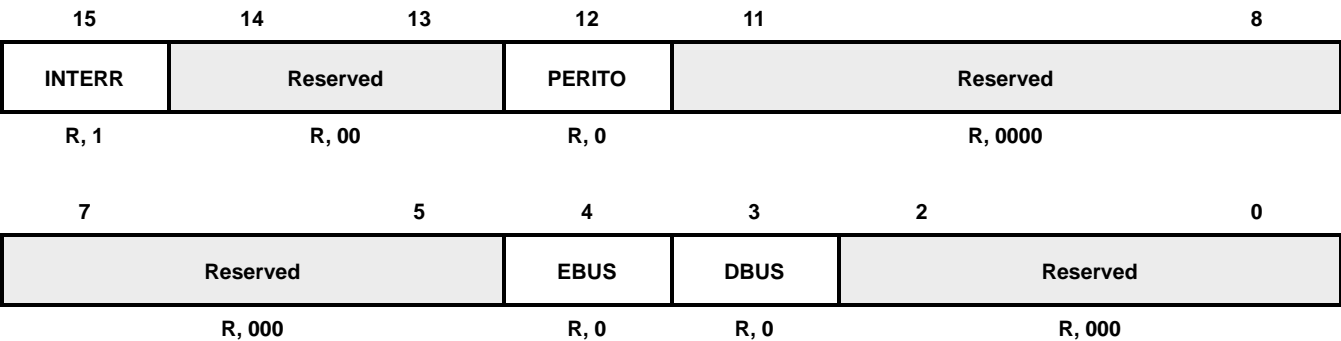 15 14 13 12 11 8
INTERR Reserved PERITO Reserved
R, 1 R, 00 R, 0 R, 0000
7 5 4 3 2 0
Reserved EBUS DBUS Reserved
R, 000 R, 0 R, 0 R, 000